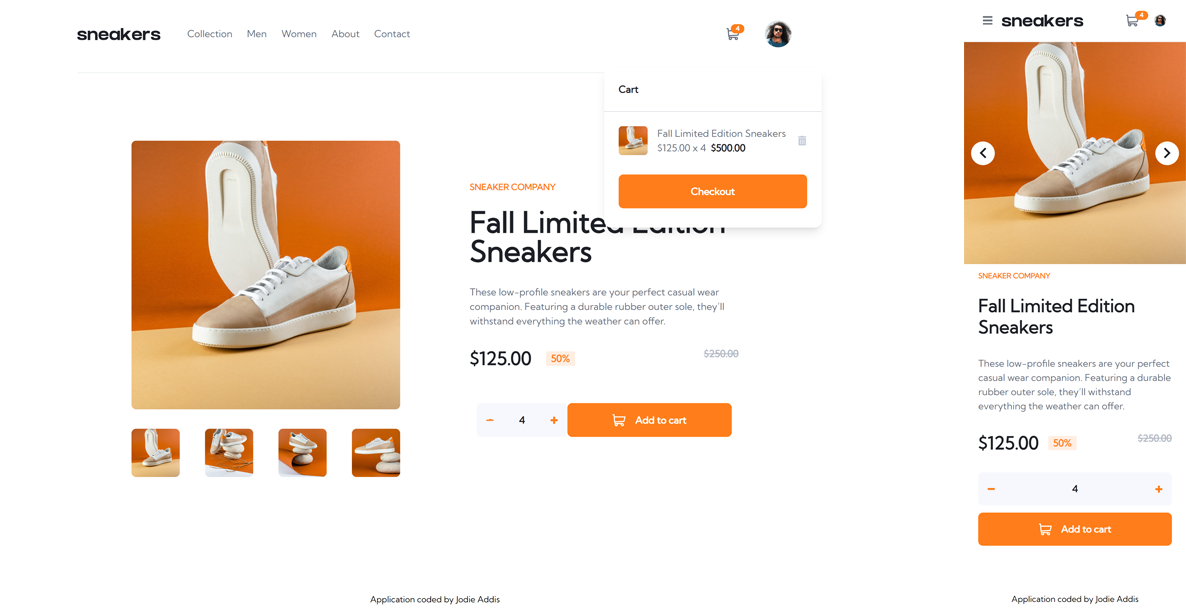 sneakers
Collection Men Women About Contact
4
Cart
Fall Limited Edition Sneakers
$125.00 x 4 $500.00
Checkout
SNEAKER COMPANY
Fall Limited Edition
Sneakers
These low-profile sneakers are your perfect casual wear
companion. Featuring a durable rubber outer sole, they'll
withstand everything the weather can offer.
$125.00 50% $250.00
4
Add to cart
Application coded by Jodie Addis
sneakers
4
SNEAKER COMPANY
Fall Limited Edition
Sneakers
These low-profile sneakers are your perfect
casual wear companion. Featuring a durable
rubber outer sole, they'll withstand
everything the weather can offer.
$125.00 50% $250.00
4
Add to cart
Application coded by Jodie Addis